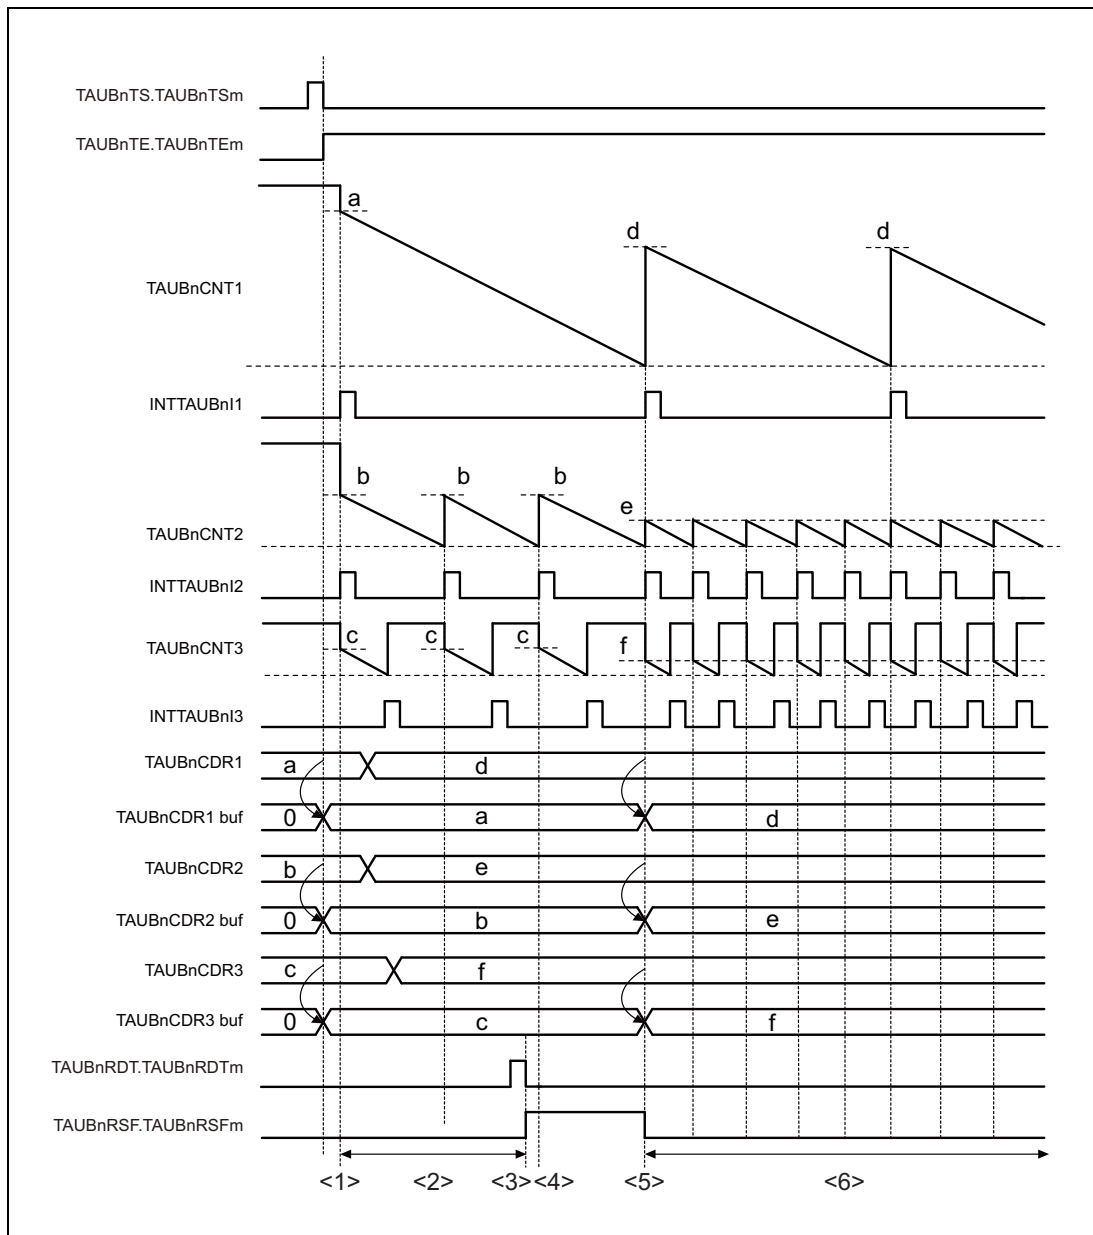 TAUBnTS.TAUBnTSm
TAUBnTE.TAUBnTEm
a
d d
TAUBnCNT1
INTTAUBnI1
b b b
e
TAUBnCNT2
INTTAUBnI2
c c c f
TAUBnCNT3
INTTAUBnI3
TAUBnCDR1 a d
TAUBnCDR1 buf 0 a d
TAUBnCDR2 b e
TAUBnCDR2 buf 0 b e
TAUBnCDR3 c f
TAUBnCDR3 buf 0 c f
TAUBnRDT.TAUBnRDTm
TAUBnRSF.TAUBnRSFm
<1> <2> <3> <4> <5> <6>